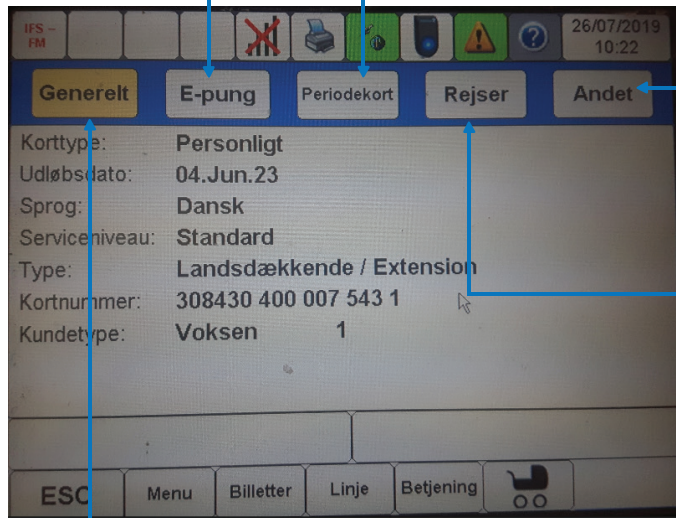 IFS -
FM
26/07/2019
10:22
Generelt E-pung Periodekort Rejser Andet
Korttype: Personligt
Udløbsdato: 04.Jun.23
Sprog: Dansk
Serviceniveau: Standard
Type: Landsdækkende / Extension
Kortnummer: 308430 400 007 543 1
Kundetype: Voksen 1
ESC Menu Billetter Linje Betjening